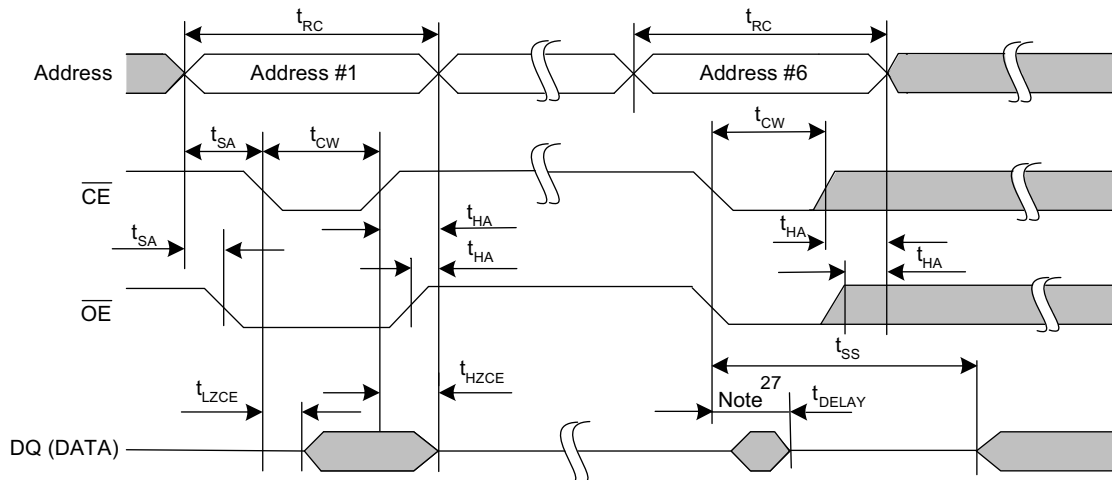 tRC tRC
Address Address #1 Address #6
tSA tCW tCW
CE
tHA
tSA tHA tHA
tHA
OE
tSS
tLZCE tHZCE Note 27 tDELAY
DQ (DATA)